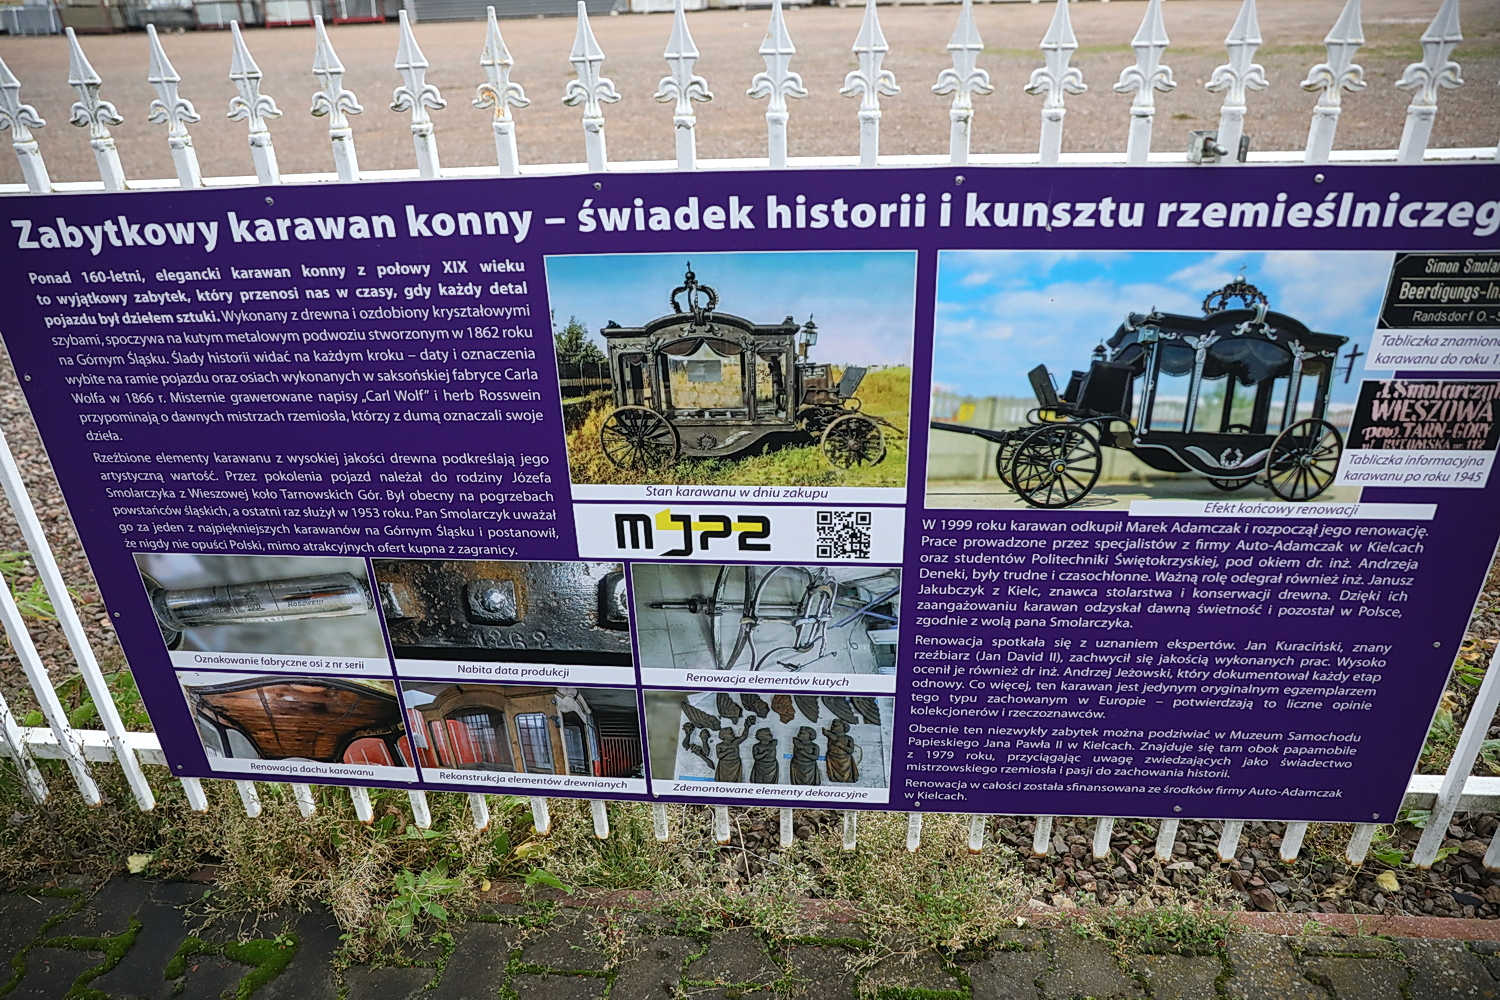 Zabytkowy karawan konny – świadek historii i kunsztu rzemieślniczeg
Ponad 160-letni, elegancki karawan konny z połowy XIX wieku
to wyjątkowy zabytek, który przenosi nas w czasy, gdy każdy detal
pojazdu był dziełem sztuki. Wykonany z drewna i ozdobiony kryształowymi
szybami, spoczywa na kutym metalowym podwoziu stworzonym w 1862 roku
na Górnym Śląsku. Ślady historii widać na każdym kroku – daty i oznaczenia
wybite na ramie pojazdu oraz osiach wykonanych w saksońskiej fabryce Carla
Wolfa w 1866 r. Misternie grawerowane napisy „Carl Wolf" i herb Rosswein
przypominają o dawnych mistrzach rzemiosła, którzy z dumą oznaczali swoje
dzieła.
Rzeźbione elementy karawanu z wysokiej jakości drewna podkreślają jego
artystyczną wartość. Przez pokolenia pojazd należał do rodziny Józefa
Smolarczyka z Wieszowej koło Tarnowskich Gór. Był obecny na pogrzebach
powstańców śląskich, a ostatni raz służył w 1953 roku. Pan Smolarczyk uważał
go za jeden z najpiękniejszych karawanów na Górnym Śląsku i postanowił,
że nigdy nie opuści Polski, mimo atrakcyjnych ofert kupna z zagranicy.
Stan karawanu w dniu zakupu
MJP2
Rosswein
Oznakowanie fabryczne osi z nr serii
1862
Nabita data produkcji
Renowacja elementów kutych
Renowacja dachu karawanu
Rekonstrukcja elementów drewnianych
Zdemontowane elementy dekoracyjne
Efekt końcowy renowacji
Simon Smola
Beerdigungs-In
Randsdorf O.-S
Tabliczka znamiono
karawanu do roku 1
J.Smolarczyk
WIESZOWA
pow. TARN-GÓRY
112
Tabliczka informacyjna
karawanu po roku 1945
W 1999 roku karawan odkupił Marek Adamczak i rozpoczął jego renowację.
Prace prowadzone przez specjalistów z firmy Auto-Adamczak w Kielcach
oraz studentów Politechniki Świętokrzyskiej, pod okiem dr. inż. Andrzeja
Deneki, były trudne i czasochłonne. Ważną rolę odegrał również inż. Janusz
Jakubczyk z Kielc, znawca stolarstwa i konserwacji drewna. Dzięki ich
zaangażowaniu karawan odzyskał dawną świetność i pozostał w Polsce,
zgodnie z wolą pana Smolarczyka.
Renowacja spotkała się z uznaniem ekspertów. Jan Kuraciński, znany
rzeźbiarz (Jan David II), zachwycił się jakością wykonanych prac. Wysoko
ocenił je również dr inż. Andrzej Jeżowski, który dokumentował każdy etap
odnowy. Co więcej, ten karawan jest jedynym oryginalnym egzemplarzem
tego typu zachowanym w Europie – potwierdzają to liczne opinie
kolekcjonerów i rzeczoznawców.
Obecnie ten niezwykły zabytek można podziwiać w Muzeum Samochodu
Papieskiego Jana Pawła II w Kielcach. Znajduje się tam obok papamobile
z 1979 roku, przyciągając uwagę zwiedzających jako świadectwo
mistrzowskiego rzemiosła i pasji do zachowania historii.
Renowacja w całości została sfinansowana ze środków firmy Auto-Adamczak
w Kielcach.